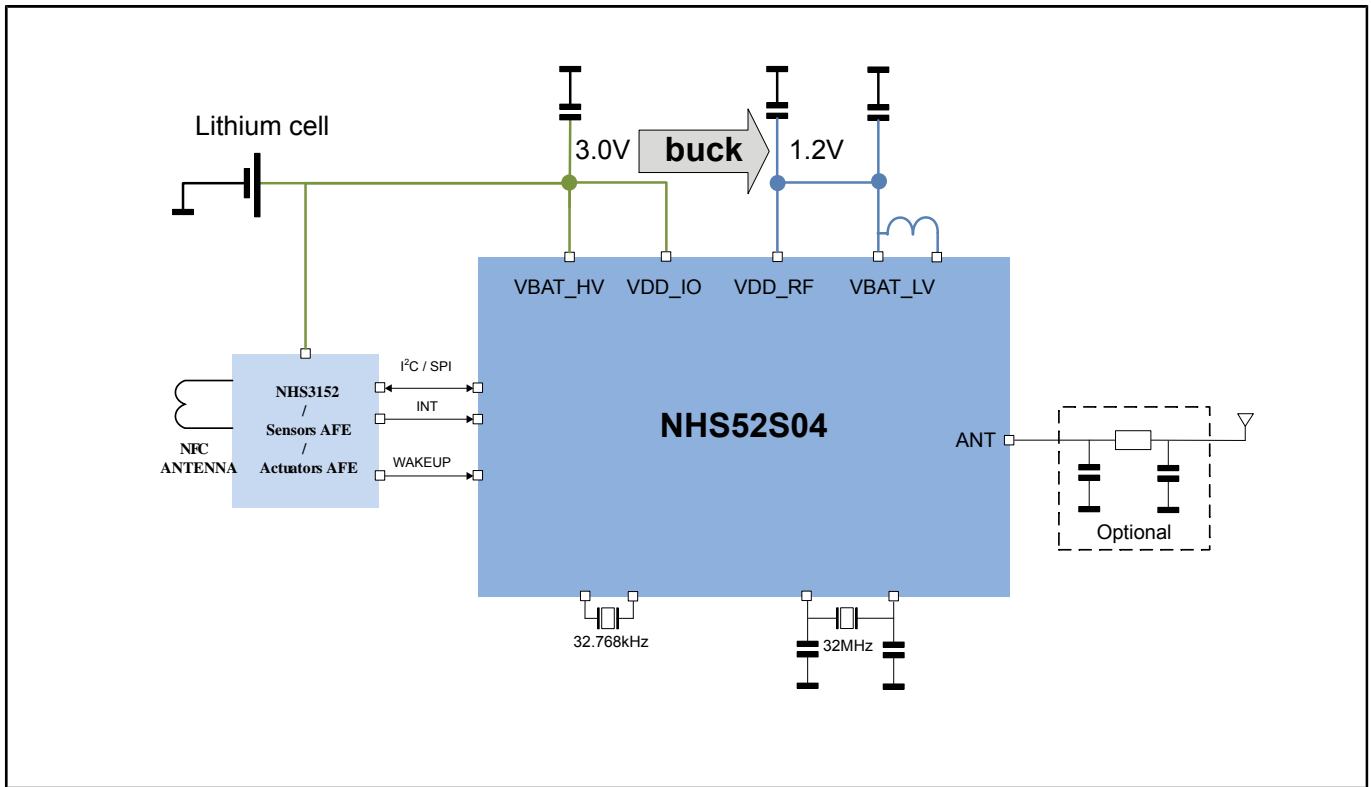 Lithium cell
3.0V
buck
1.2V
VBAT_HV
VDD_IO
VDD_RF
VBAT_LV
NHS3152
/
Sensors AFE
/
Actuators AFE
NFC
ANTENNA
I²C / SPI
INT
WAKEUP
NHS52S04
ANT
Optional
32.768kHz
32MHz